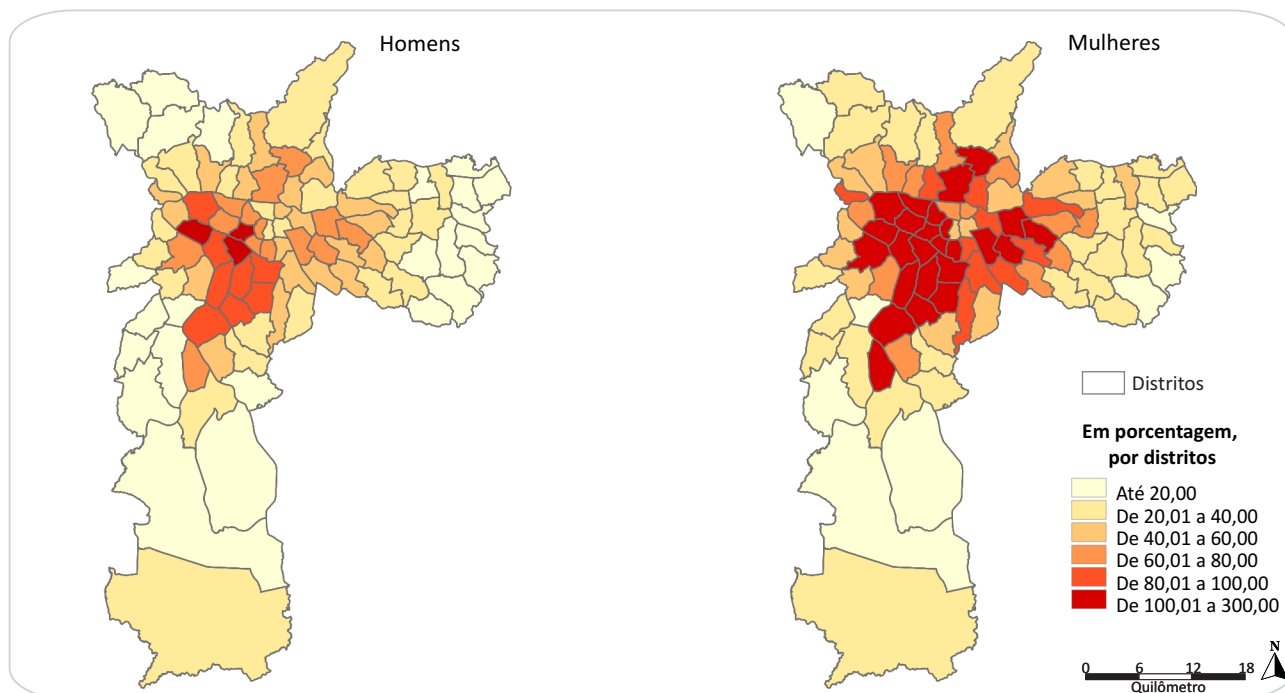 Homens
Mulheres
Distritos
Em porcentagem,
por distritos
Até 20,00
De 20,01 a 40,00
De 40,01 a 60,00
De 60,01 a 80,00
De 80,01 a 100,00
De 100,01 a 300,00
N
0 6 12 18
Quilômetro